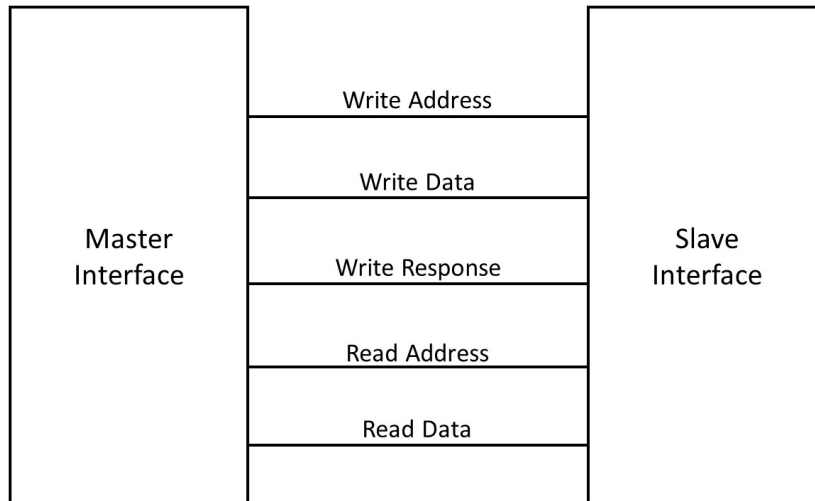 Write Address
Write Data
Master
Interface
Slave
Interface
Write Response
Read Address
Read Data